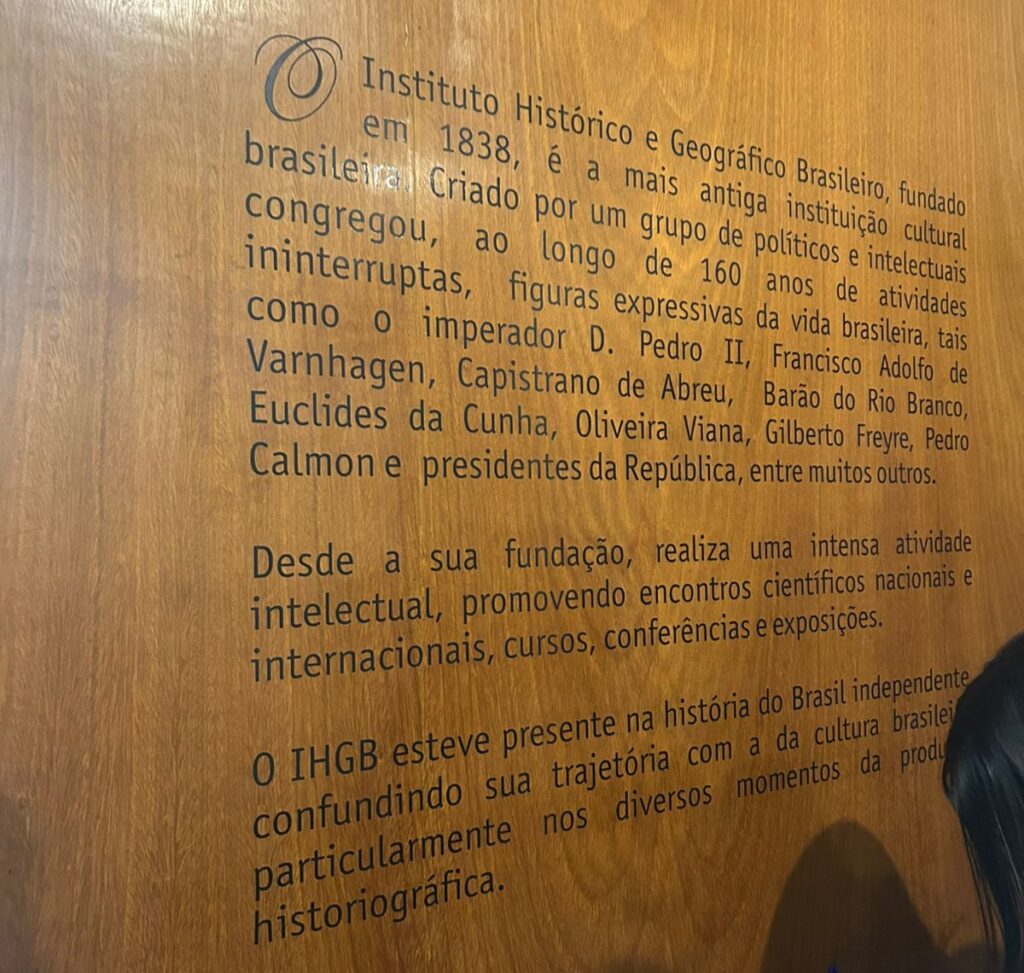 O Instituto Histórico e Geográfico Brasileiro, fundado
em 1838, é a mais antiga instituição cultural
brasileira. Criado por um grupo de políticos e intelectuais
congregou, ao longo de 160 anos de atividades
ininterruptas, figuras expressivas da vida brasileira, tais
como o imperador D. Pedro II, Francisco Adolfo de
Varnhagen, Capistrano de Abreu, Barão do Rio Branco,
Euclides da Cunha, Oliveira Viana, Gilberto Freyre, Pedro
Calmon e presidentes da República, entre muitos outros.
Desde a sua fundação, realiza uma intensa atividade
intelectual, promovendo encontros científicos nacionais e
internacionais, cursos, conferências e exposições.
O IHGB esteve presente na história do Brasil independente
confundindo sua trajetória com a da cultura
particularmente nos diversos momentos da
historiográfica.